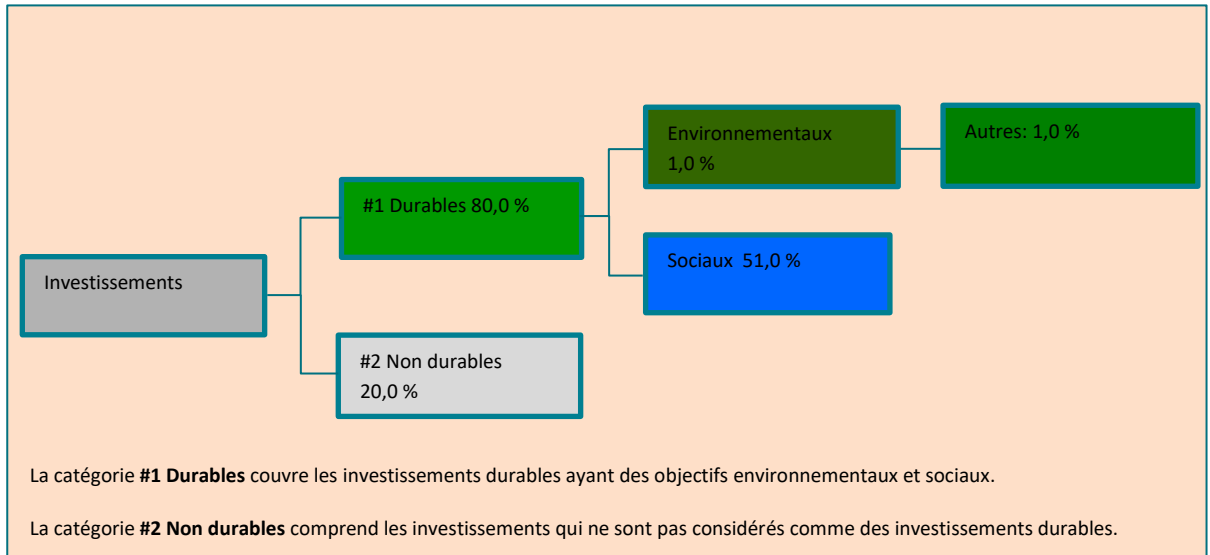 Environnementaux
1,0 %
Autres: 1,0 %
#1 Durables 80,0 %
Sociaux  51,0 %
Investissements
#2 Non durables
20,0 %
La catégorie #1 Durables couvre les investissements durables ayant des objectifs environnementaux et sociaux.
La catégorie #2 Non durables comprend les investissements qui ne sont pas considérés comme des investissements durables.